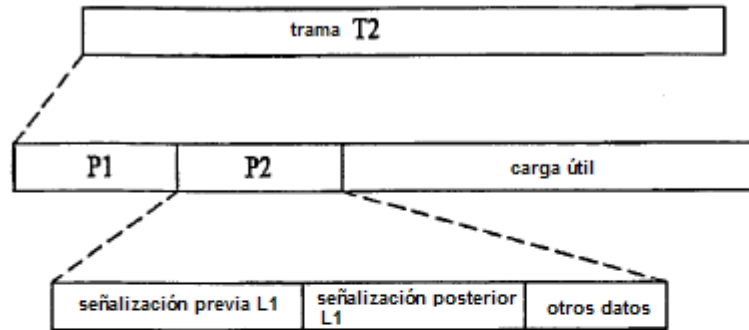 trama T2
P1 P2 carga útil
señalización previa L1 señalización posterior L1 otros datos